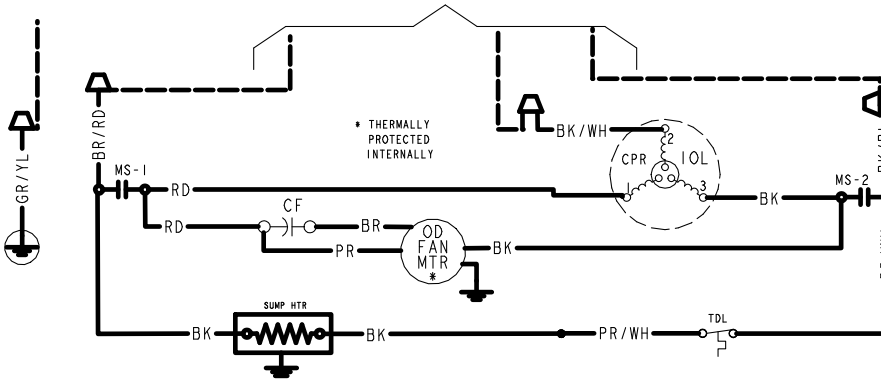 * THERMALLY
PROTECTED
INTERNALLY
BK/WH
2
CPR
IOL
1
3
BR/RD
GR/YL
MS-1
RD
BK
MS-2
RD
CF
BR
PR
OD
FAN
MTR
*
BK
SUMP HTR
BK
BK
PR/WH
TDL